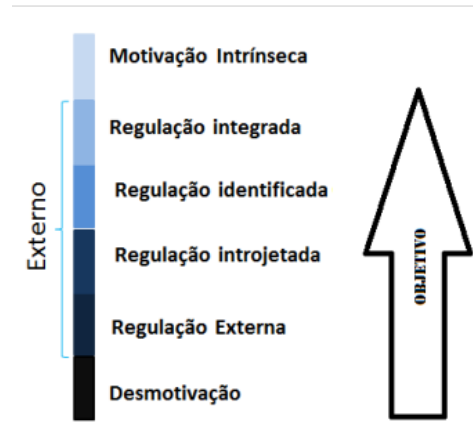 Motivação Intrínseca
Regulação integrada
Regulação identificada
Regulação introjetada
Regulação Externa
Desmotivação
Externo
OBJETIVO